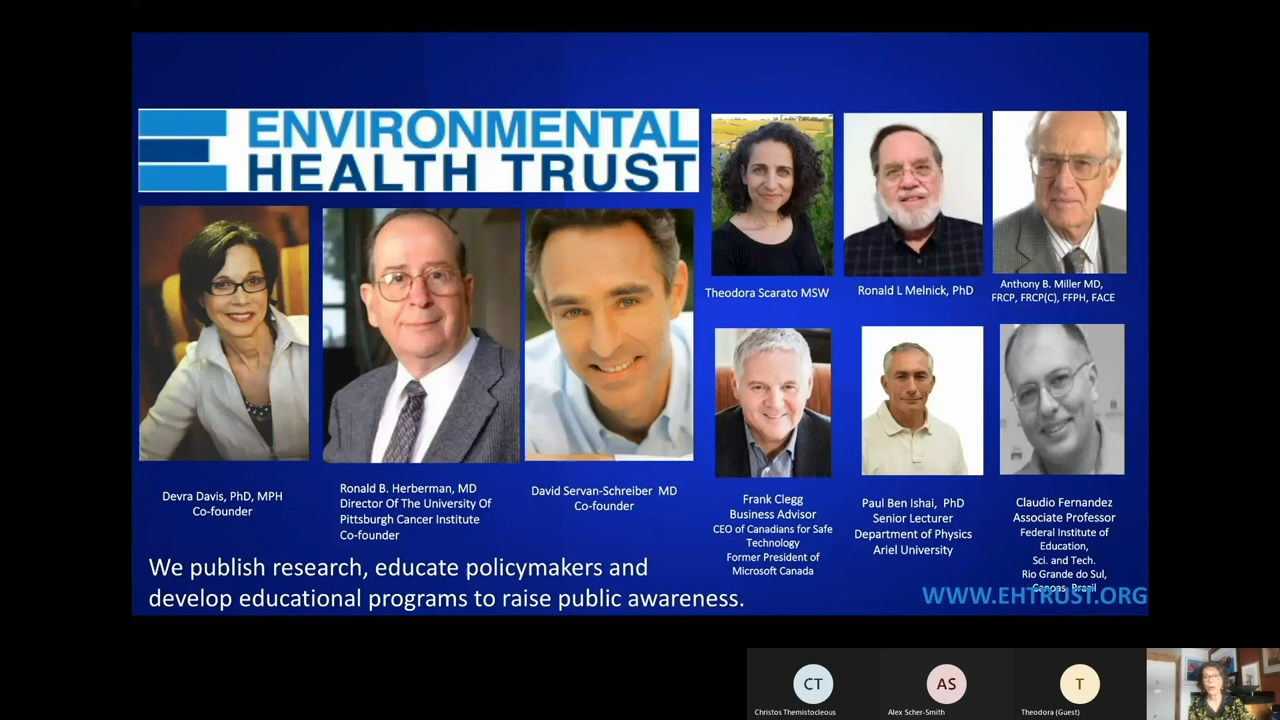 ENVIRONMENTAL
HEALTH TRUST
Theodora Scarato MSW
Ronald L Melnick, PhD
Anthony B. Miller MD,
FRCP, FRCP(C), FFPH, FACE
Devra Davis, PhD, MPH
Co-founder
Ronald B. Herberman, MD
Director Of The University Of
Pittsburgh Cancer Institute
Co-founder
David Servan-Schreiber MD
Co-founder
Frank Clegg
Business Advisor
CEO of Canadians for Safe
Technology
Former President of
Microsoft Canada
Paul Ben Ishai, PhD
Senior Lecturer
Department of Physics
Ariel University
Claudio Fernandez
Associate Professor
Federal Institute of
Education,
Sci. and Tech.
Rio Grande do Sul,
Canoas, Brasil
We publish research, educate policymakers and
develop educational programs to raise public awareness.
WWW.EHTRUST.ORG
CT
Christos Themistocleous
AS
Alex Scher-Smith
T
Theodora (Guest)